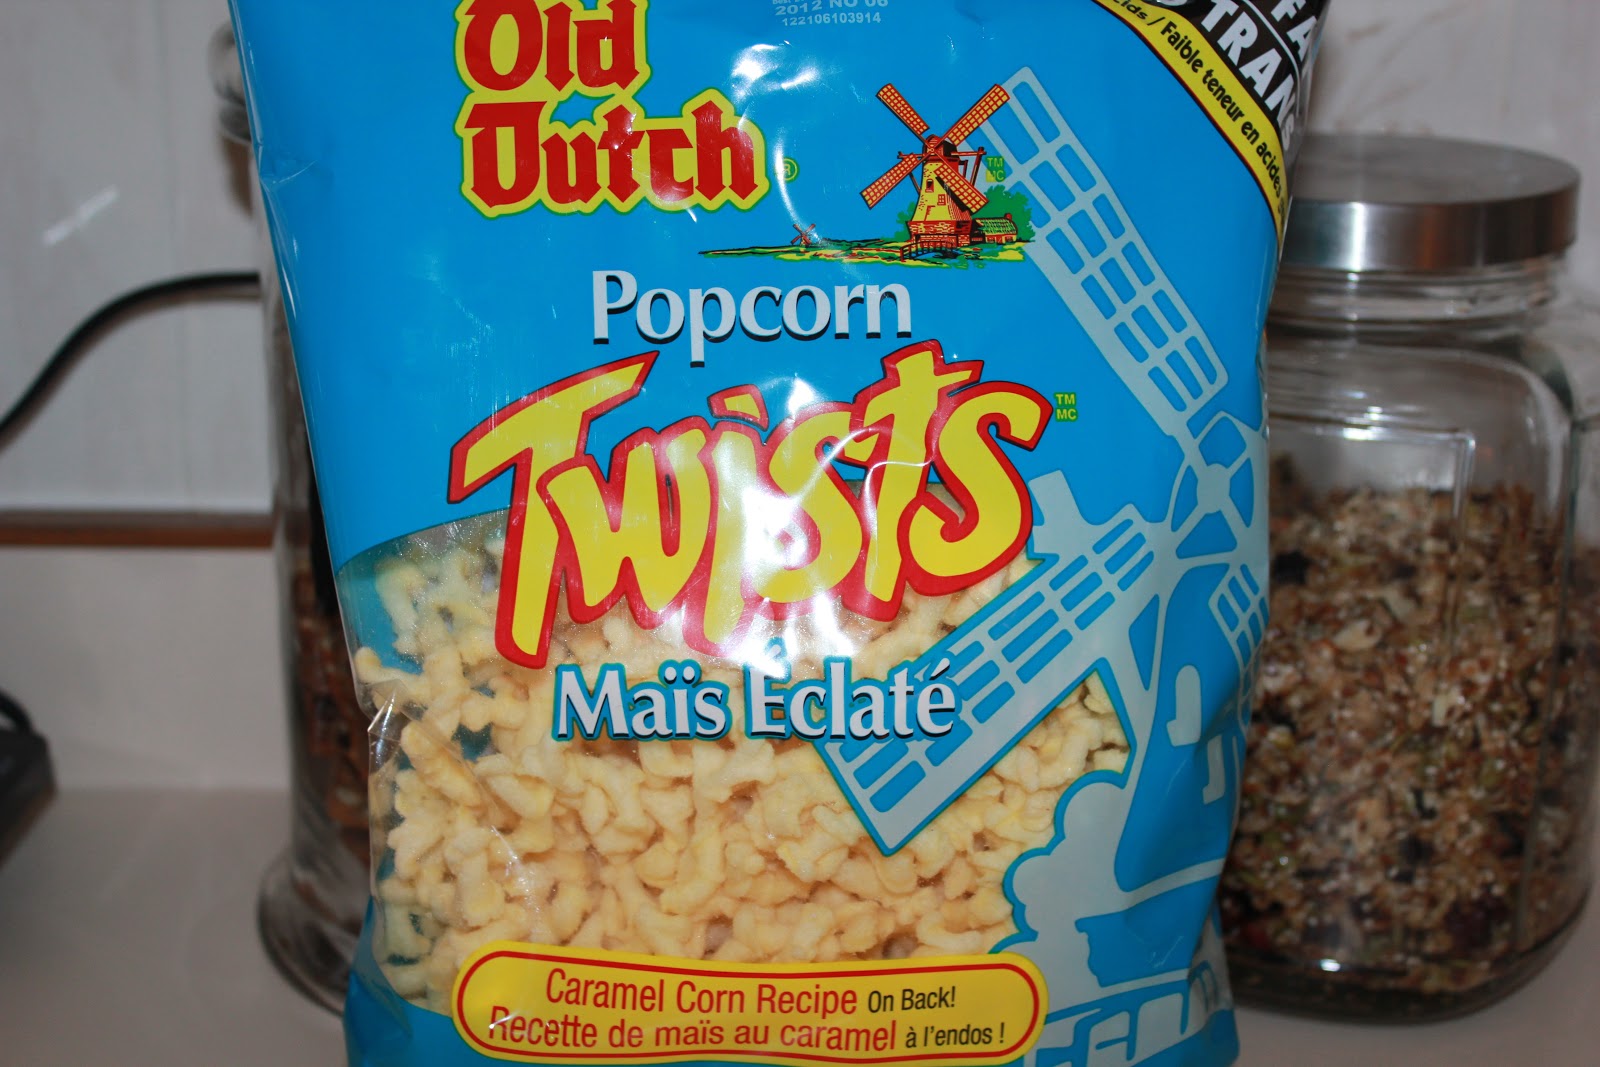 2012 NO 06
122106103914
Old
Dutch ®
TM
MC
TRANS
Faible teneur en acides
Popcorn
Twists TM
MC
Maïs Éclaté
Caramel Corn Recipe On Back!
Recette de maïs au caramel à l'endos !